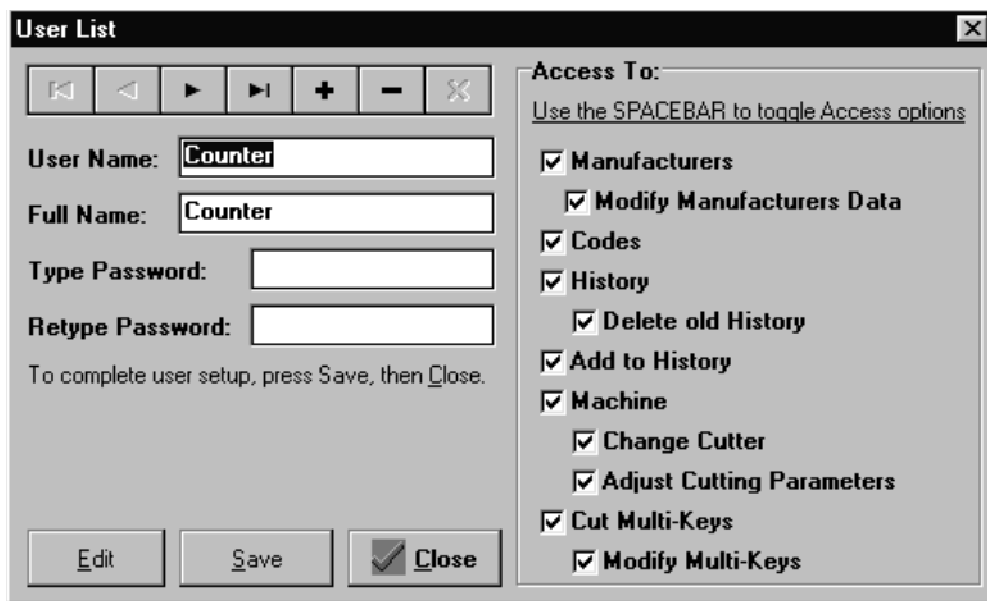 User List
User Name: Counter
Full Name: Counter
Type Password:
Retype Password:
To complete user setup, press Save, then Close.
Edit Save Close
Access To:
Use the SPACEBAR to toggle Access options
Manufacturers
Modify Manufacturers Data
Codes
History
Delete old History
Add to History
Machine
Change Cutter
Adjust Cutting Parameters
Cut Multi-Keys
Modify Multi-Keys